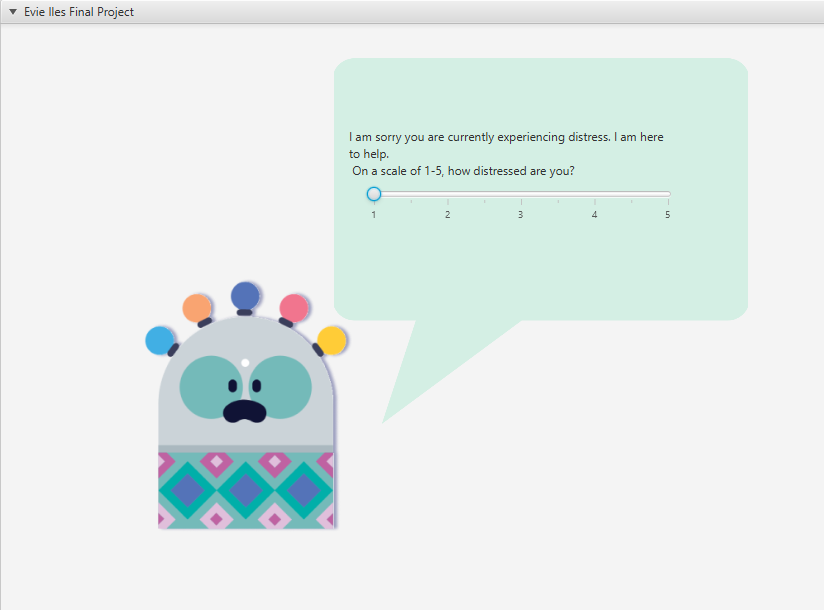 Evie Iles Final Project
I am sorry you are currently experiencing distress. I am here
to help.
On a scale of 1-5, how distressed are you?
1 2 3 4 5